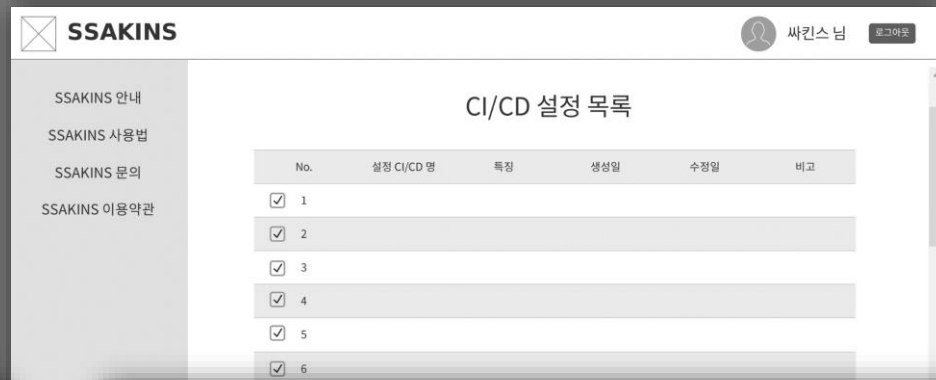 SSAKINS
싸킨스 님
로그아웃
SSAKINS 안내
SSAKINS 사용법
SSAKINS 문의
SSAKINS 이용약관
CI/CD 설정 목록
No. 설정 CI/CD 명 특징 생성일 수정일 비고
1
2
3
4
5
6